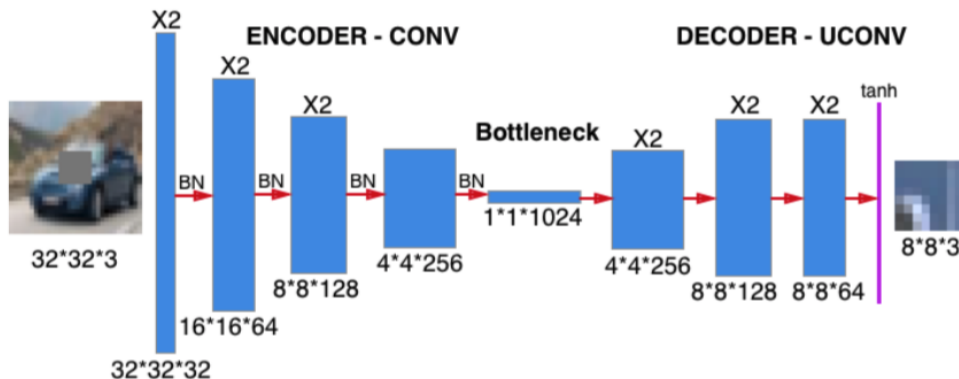 X2
ENCODER - CONV
DECODER - UCONV
X2
X2
Bottleneck
X2
X2
X2
tanh
BN
BN
BN
BN
32*32*3
1*1*1024
8*8*3
4*4*256
4*4*256
8*8*128
8*8*128
8*8*64
16*16*64
32*32*32